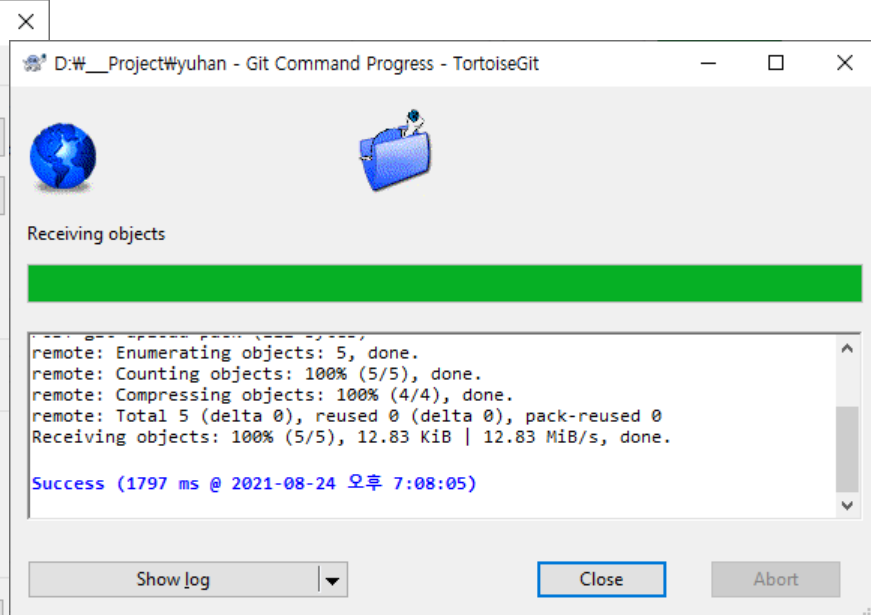 D:₩__Project₩yuhan - Git Command Progress - TortoiseGit
Receiving objects
remote: Enumerating objects: 5, done.
remote: Counting objects: 100% (5/5), done.
remote: Compressing objects: 100% (4/4), done.
remote: Total 5 (delta 0), reused 0 (delta 0), pack-reused 0
Receiving objects: 100% (5/5), 12.83 KiB | 12.83 MiB/s, done.
Success (1797 ms @ 2021-08-24 오후 7:08:05)
Show log
Close
Abort